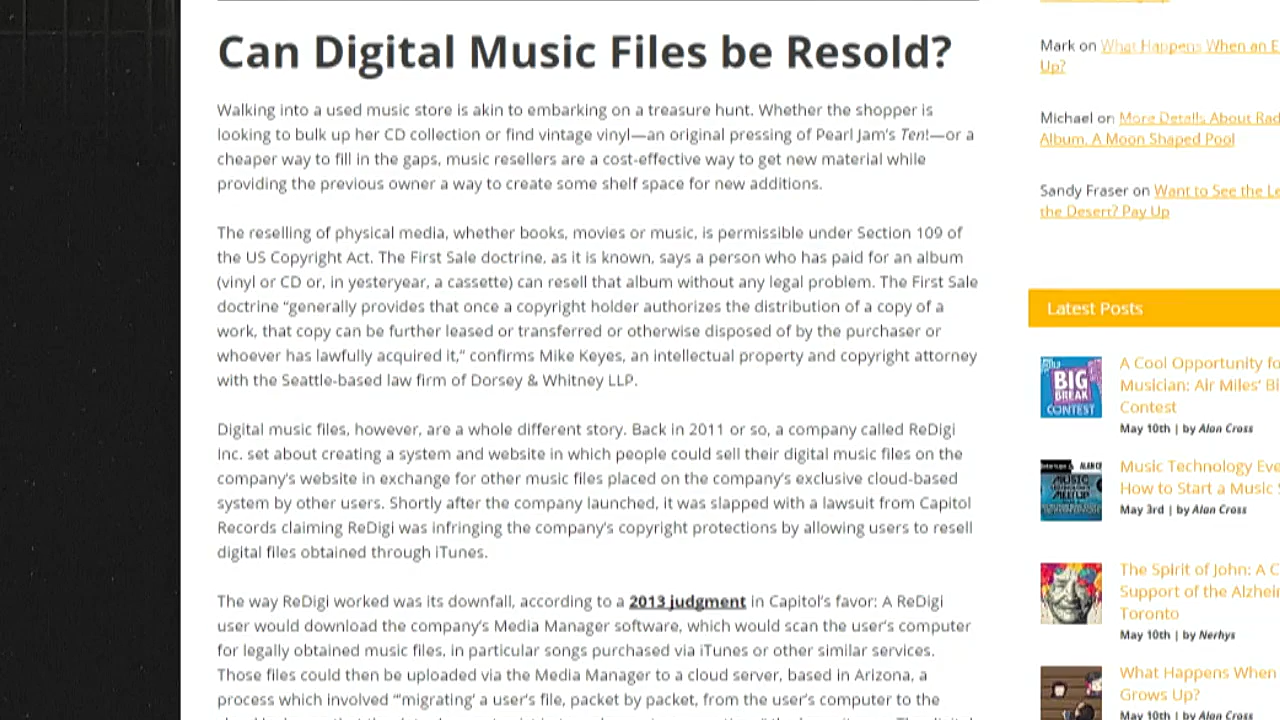 Can Digital Music Files be Resold?
Walking into a used music store is akin to embarking on a treasure hunt. Whether the shopper is
looking to bulk up her CD collection or find vintage vinyl—an original pressing of Pearl Jam's Ten!—or a
cheaper way to fill in the gaps, music resellers are a cost-effective way to get new material while
providing the previous owner a way to create some shelf space for new additions.
The reselling of physical media, whether books, movies or music, is permissible under Section 109 of
the US Copyright Act. The First Sale doctrine, as it is known, says a person who has paid for an album
(vinyl or CD or, in yesteryear, a cassette) can resell that album without any legal problem. The First Sale
doctrine "generally provides that once a copyright holder authorizes the distribution of a copy of a
work, that copy can be further leased or transferred or otherwise disposed of by the purchaser or
whoever has lawfully acquired it," confirms Mike Keyes, an intellectual property and copyright attorney
with the Seattle-based law firm of Dorsey & Whitney LLP.
Digital music files, however, are a whole different story. Back in 2011 or so, a company called ReDigi
Inc. set about creating a system and website in which people could sell their digital music files on the
company's website in exchange for other music files placed on the company's exclusive cloud-based
system by other users. Shortly after the company launched, it was slapped with a lawsuit from Capitol
Records claiming ReDigi was infringing the company's copyright protections by allowing users to resell
digital files obtained through iTunes.
The way ReDigi worked was its downfall, according to a 2013 judgment in Capitol's favor: A ReDigi
user would download the company's Media Manager software, which would scan the user's computer
for legally obtained music files, in particular songs purchased via iTunes or other similar services.
Those files could then be uploaded via the Media Manager to a cloud server, based in Arizona, a
process which involved "'migrating' a user's file, packet by packet, from the user's computer to the
Mark on What Happens When an E
Up?
Michael on More Details About Rad
Album, A Moon Shaped Pool
Sandy Fraser on Want to See the Le
the Desert? Pay Up
Latest Posts
BIG
BREAK
CONTEST
A Cool Opportunity fo
Musician: Air Miles' Bi
Contest
May 10th | by Alan Cross
MUSIC
TECHNOLOGY
MEETUP
Music Technology Eve
How to Start a Music S
May 3rd | by Alan Cross
The Spirit of John: A C
Support of the Alzhei
Toronto
May 10th | by Nerhys
What Happens When
Grows Up?
May 10th | by Alan Cross